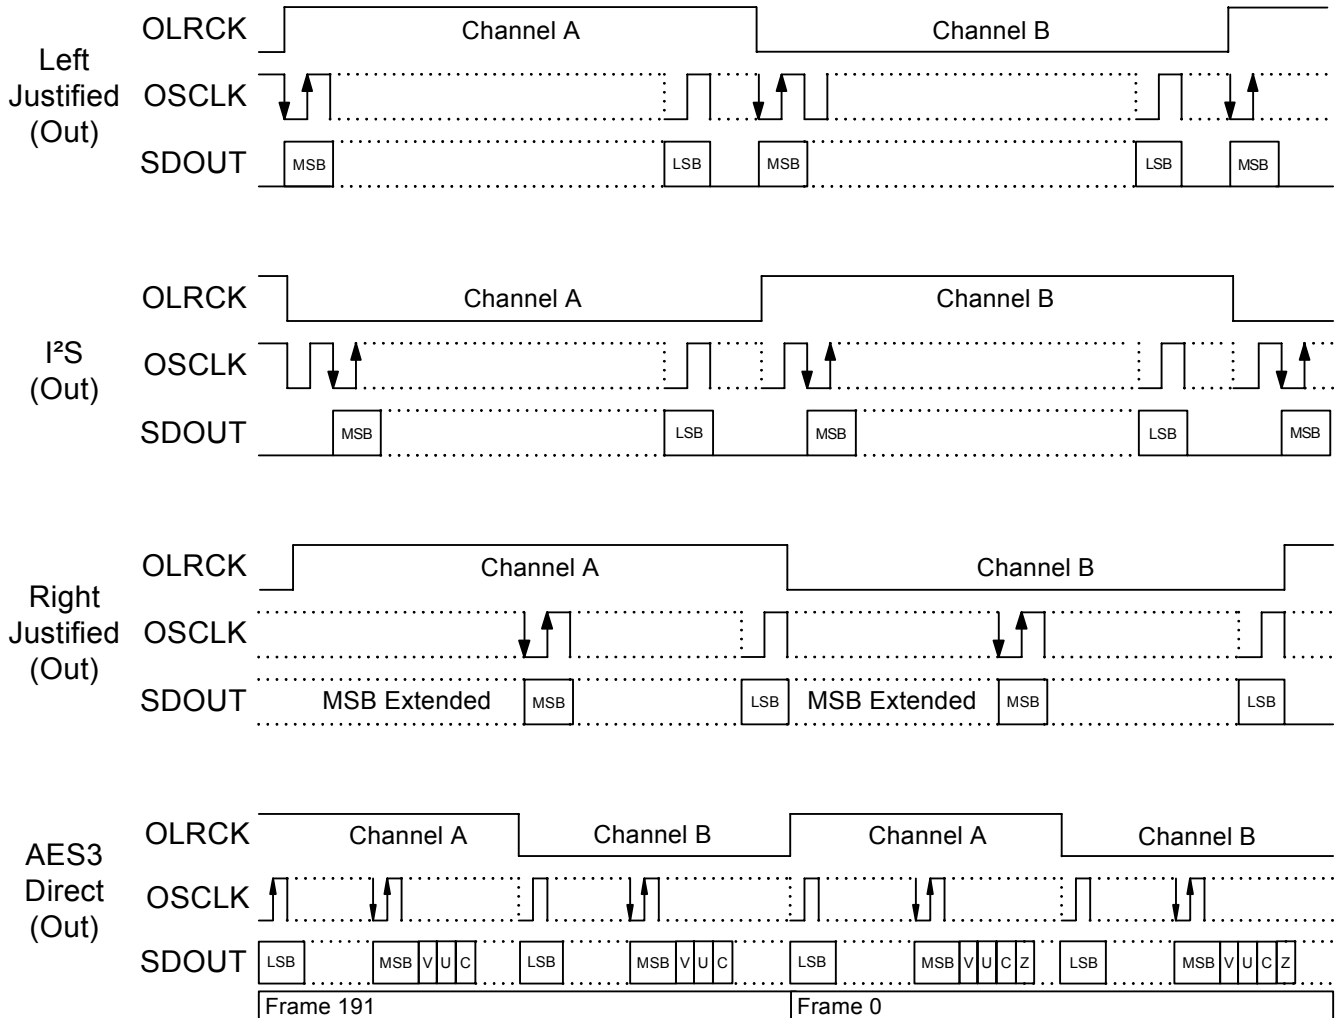 OLRCK Channel A Channel B
Left
Justified
(Out)
OSCLK
SDOUT MSB LSB MSB LSB MSB
OLRCK Channel A Channel B
I²S
(Out)
OSCLK
SDOUT MSB LSB MSB LSB MSB
OLRCK Channel A Channel B
Right
Justified
(Out)
OSCLK
SDOUT MSB Extended MSB LSB MSB Extended MSB LSB
OLRCK Channel A Channel B Channel A Channel B
AES3
Direct
(Out)
OSCLK
SDOUT LSB MSB V U C LSB MSB V U C LSB MSB V U C Z LSB MSB V U C Z
Frame 191 Frame 0